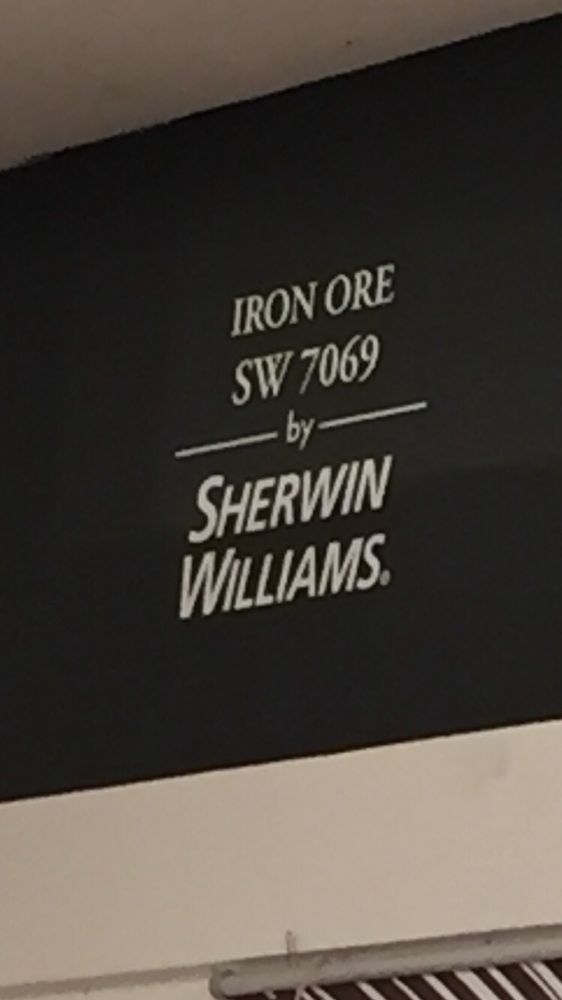 IRON ORE
SW 7069
by
SHERWIN
WILLIAMS®